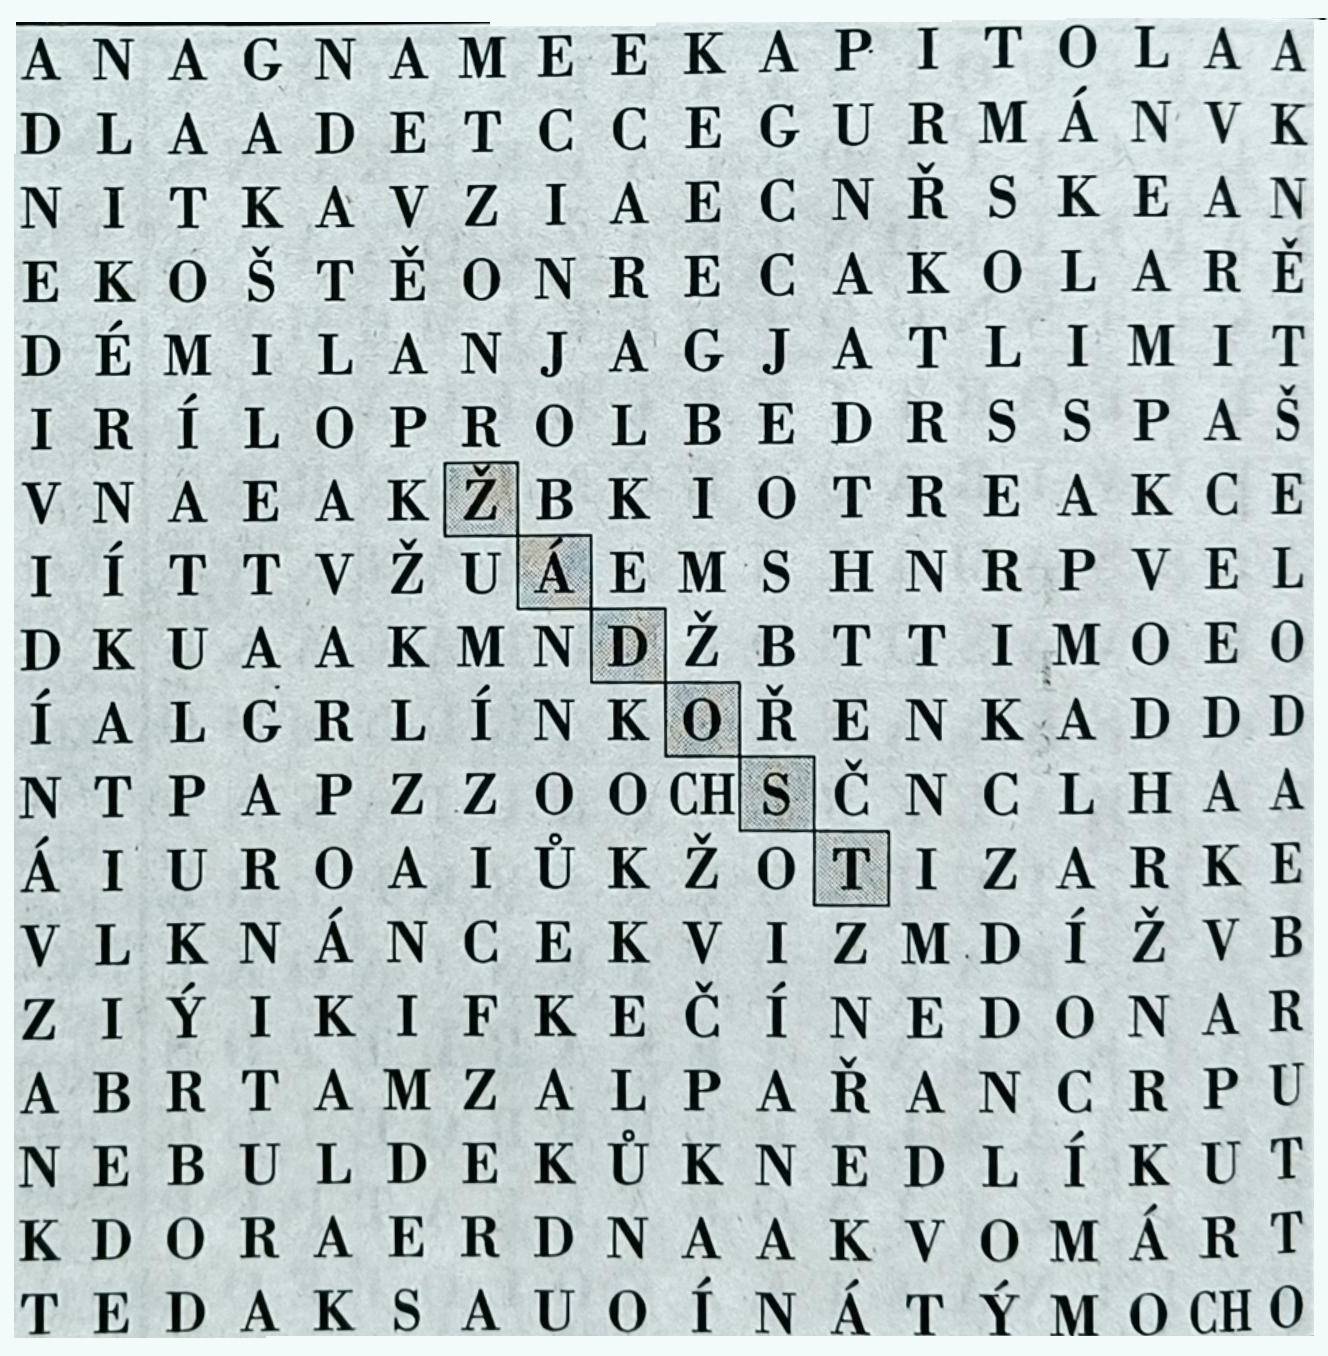 A N A G N A M E E K A P I T O L A A
D L A A D E T C C E G U R M Á N V K
N I T K A V Z I A E C N Ř S K E A N
E K O Š T Ě O N R E C A K O L A R Ě
D É M I L A N J A G J A T L I M I T
I R Í L O P R O L B E D R S S P A Š
V N A E A K Ž B K I O T R E A K C E
I Í T T V Ž U Á E M S H N R P V E L
D K U A A K M N D Ž B T T I M O E O
Í A L G R L Í N K O Ř E N K A D D D
N T P A P Z Z O O CH S Č N C L H A A
Á I U R O A I Ů K Ž O T I Z A R K E
V L K N Á N C E K V I Z M D Í Ž V B
Z I Ý I K I F K E Č Í N E D O N A R
A B R T A M Z A L P A Ř A N C R P U
N E B U L D E K Ů K N E D L Í K U T
K D O R A E R D N A A K V O M Á R T
T E D A K S A U O Í N Á T Ý M O CH O